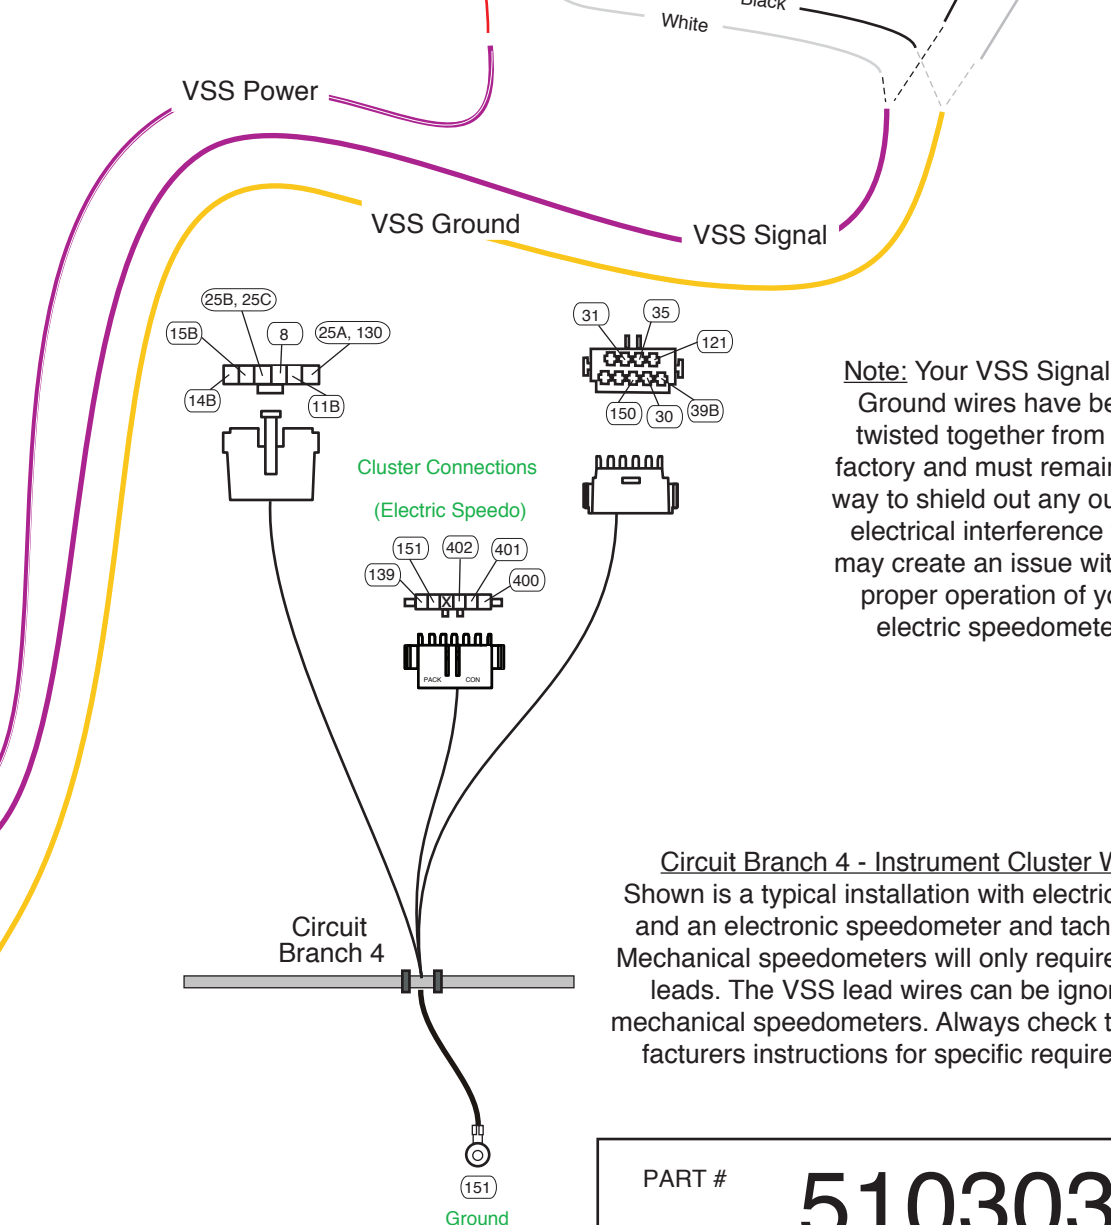 Black
White
VSS Power
VSS Ground
VSS Signal
25B, 25C
15B
8
25A, 130
14B
11B
31
35
121
150
30
39B
Note: Your VSS Signal
Ground wires have be
twisted together from
factory and must remain
way to shield out any ou
electrical interference
may create an issue wit
proper operation of yo
electric speedomete
Cluster Connections
(Electric Speedo)
151
402
401
139
400
X
PACK
CON
Circuit Branch 4 - Instrument Cluster W
Shown is a typical installation with electric
and an electronic speedometer and tach
Mechanical speedometers will only require
leads. The VSS lead wires can be ignor
mechanical speedometers. Always check t
facturers instructions for specific require
Circuit
Branch 4
PART #
510303
151
Ground